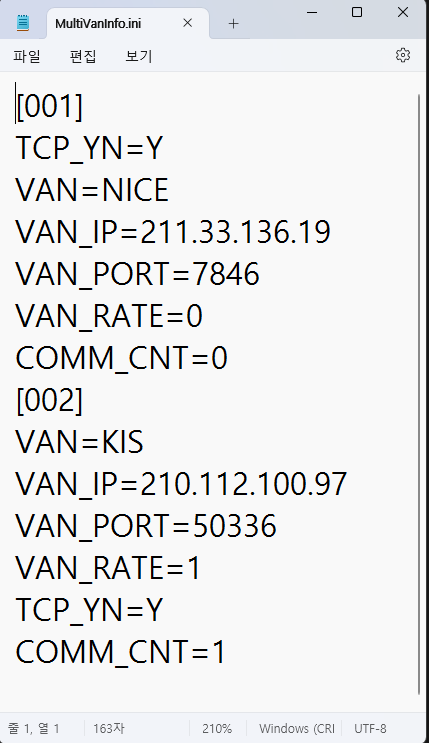 MultiVanInfo.ini
파일 편집 보기
[001]
TCP_YN=Y
VAN=NICE
VAN_IP=211.33.136.19
VAN_PORT=7846
VAN_RATE=0
COMM_CNT=0
[002]
VAN=KIS
VAN_IP=210.112.100.97
VAN_PORT=50336
VAN_RATE=1
TCP_YN=Y
COMM_CNT=1
줄 1, 열 1 163자 210% Windows (CRI UTF-8